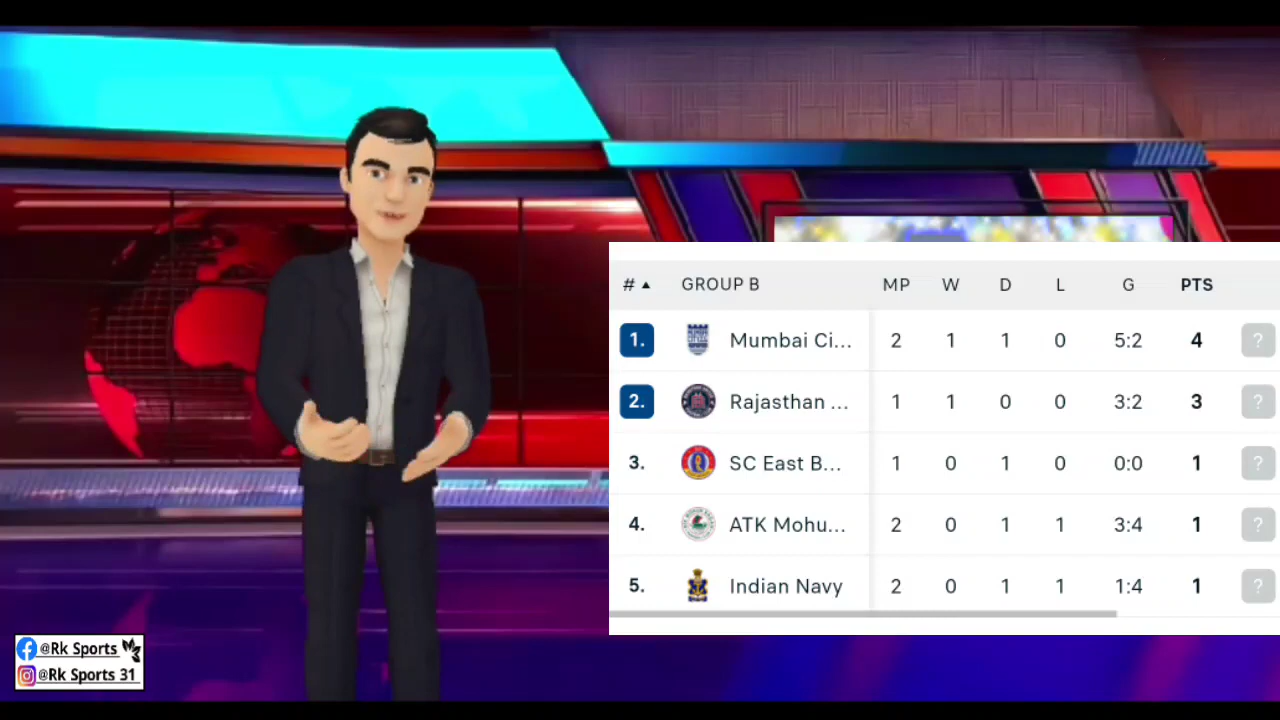 # ▲ GROUP B MP W D L G PTS
1. Mumbai Ci... 2 1 1 0 5:2 4 ?
2. Rajasthan ... 1 1 0 0 3:2 3 ?
3. SC East B... 1 0 1 0 0:0 1 ?
4. ATK Mohu... 2 0 1 1 3:4 1 ?
5. Indian Navy 2 0 1 1 1:4 1 ?
@Rk Sports
@Rk Sports 31